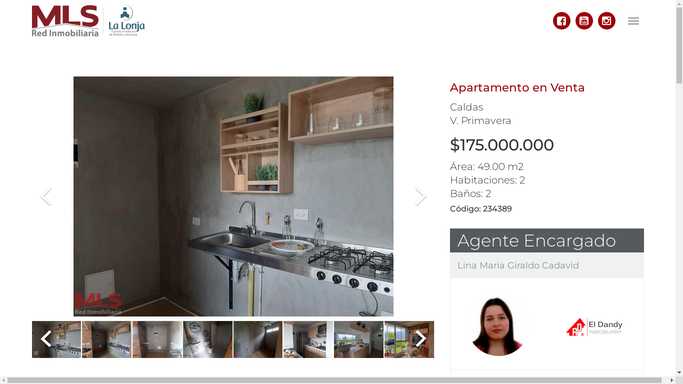 MLS
Red Inmobiliaria
La Lonja
Apartamento en Venta
Caldas
V. Primavera
$175.000.000
Área: 49.00 m2
Habitaciones: 2
Baños: 2
Código: 234389
Agente Encargado
Lina Maria Giraldo Cadavid
MLS
Red Inmobiliaria
El Dandy